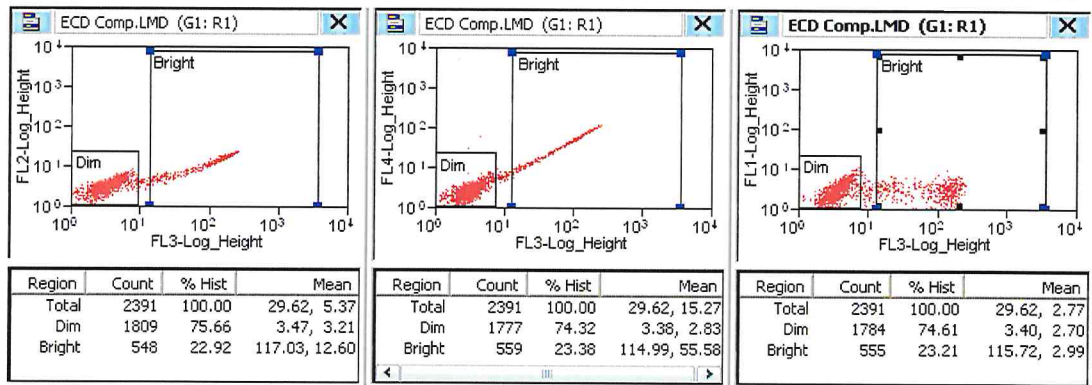 ECD Comp.LMD (G1: R1)
10⁴
10³
10²
10¹
10⁰
FL2-Log_Height
Bright
Dim
10⁰ 10¹ 10² 10³ 10⁴
FL3-Log_Height
Region Count % Hist Mean
Total 2391 100.00 29.62, 5.37
Dim 1809 75.66 3.47, 3.21
Bright 548 22.92 117.03, 12.60
ECD Comp.LMD (G1: R1)
10⁴
10³
10²
10¹
10⁰
FL4-Log_Height
Bright
Dim
10⁰ 10¹ 10² 10³ 10⁴
FL3-Log_Height
Region Count % Hist Mean
Total 2391 100.00 29.62, 15.27
Dim 1777 74.32 3.38, 2.83
Bright 559 23.38 114.99, 55.58
ECD Comp.LMD (G1: R1)
10⁴
10³
10²
10¹
10⁰
FL1-Log_Height
Bright
Dim
10⁰ 10¹ 10² 10³ 10⁴
FL3-Log_Height
Region Count % Hist Mean
Total 2391 100.00 29.62, 2.77
Dim 1784 74.61 3.40, 2.70
Bright 555 23.21 115.72, 2.99